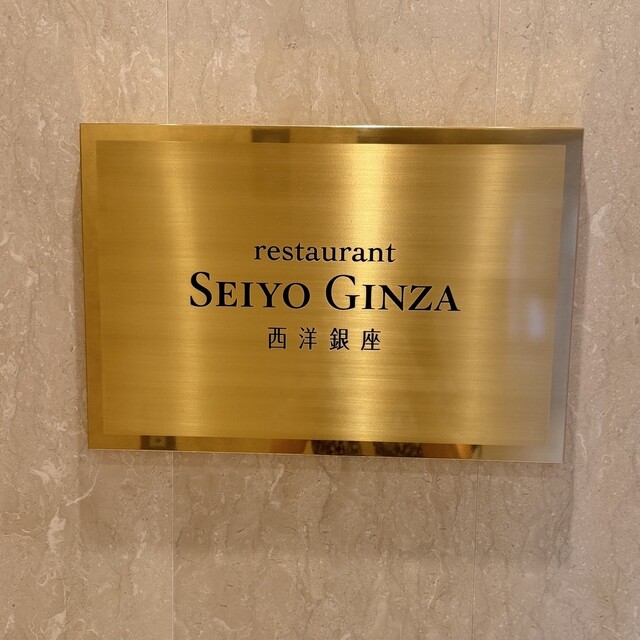 restaurant
SEIYO GINZA
西洋銀座